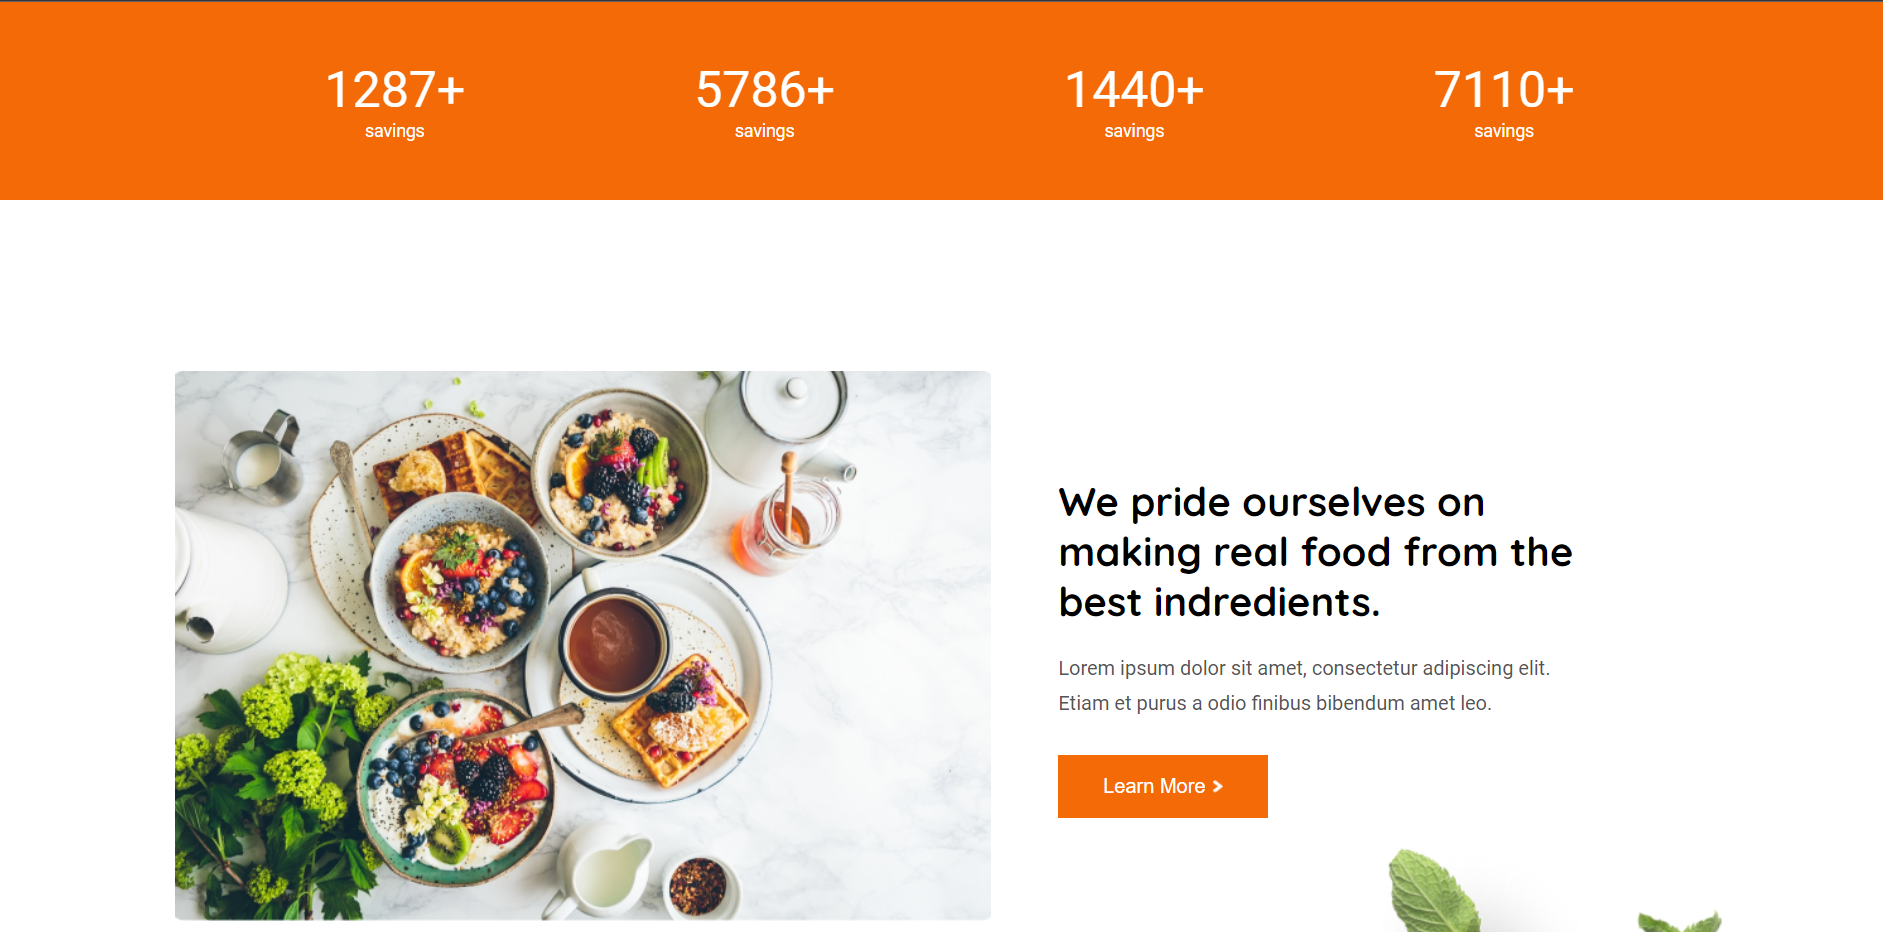 1287+ 5786+ 1440+ 7110+
savings savings savings savings
We pride ourselves on
making real food from the
best indredients.
Lorem ipsum dolor sit amet, consectetur adipiscing elit.
Etiam et purus a odio finibus bibendum amet leo.
Learn More >